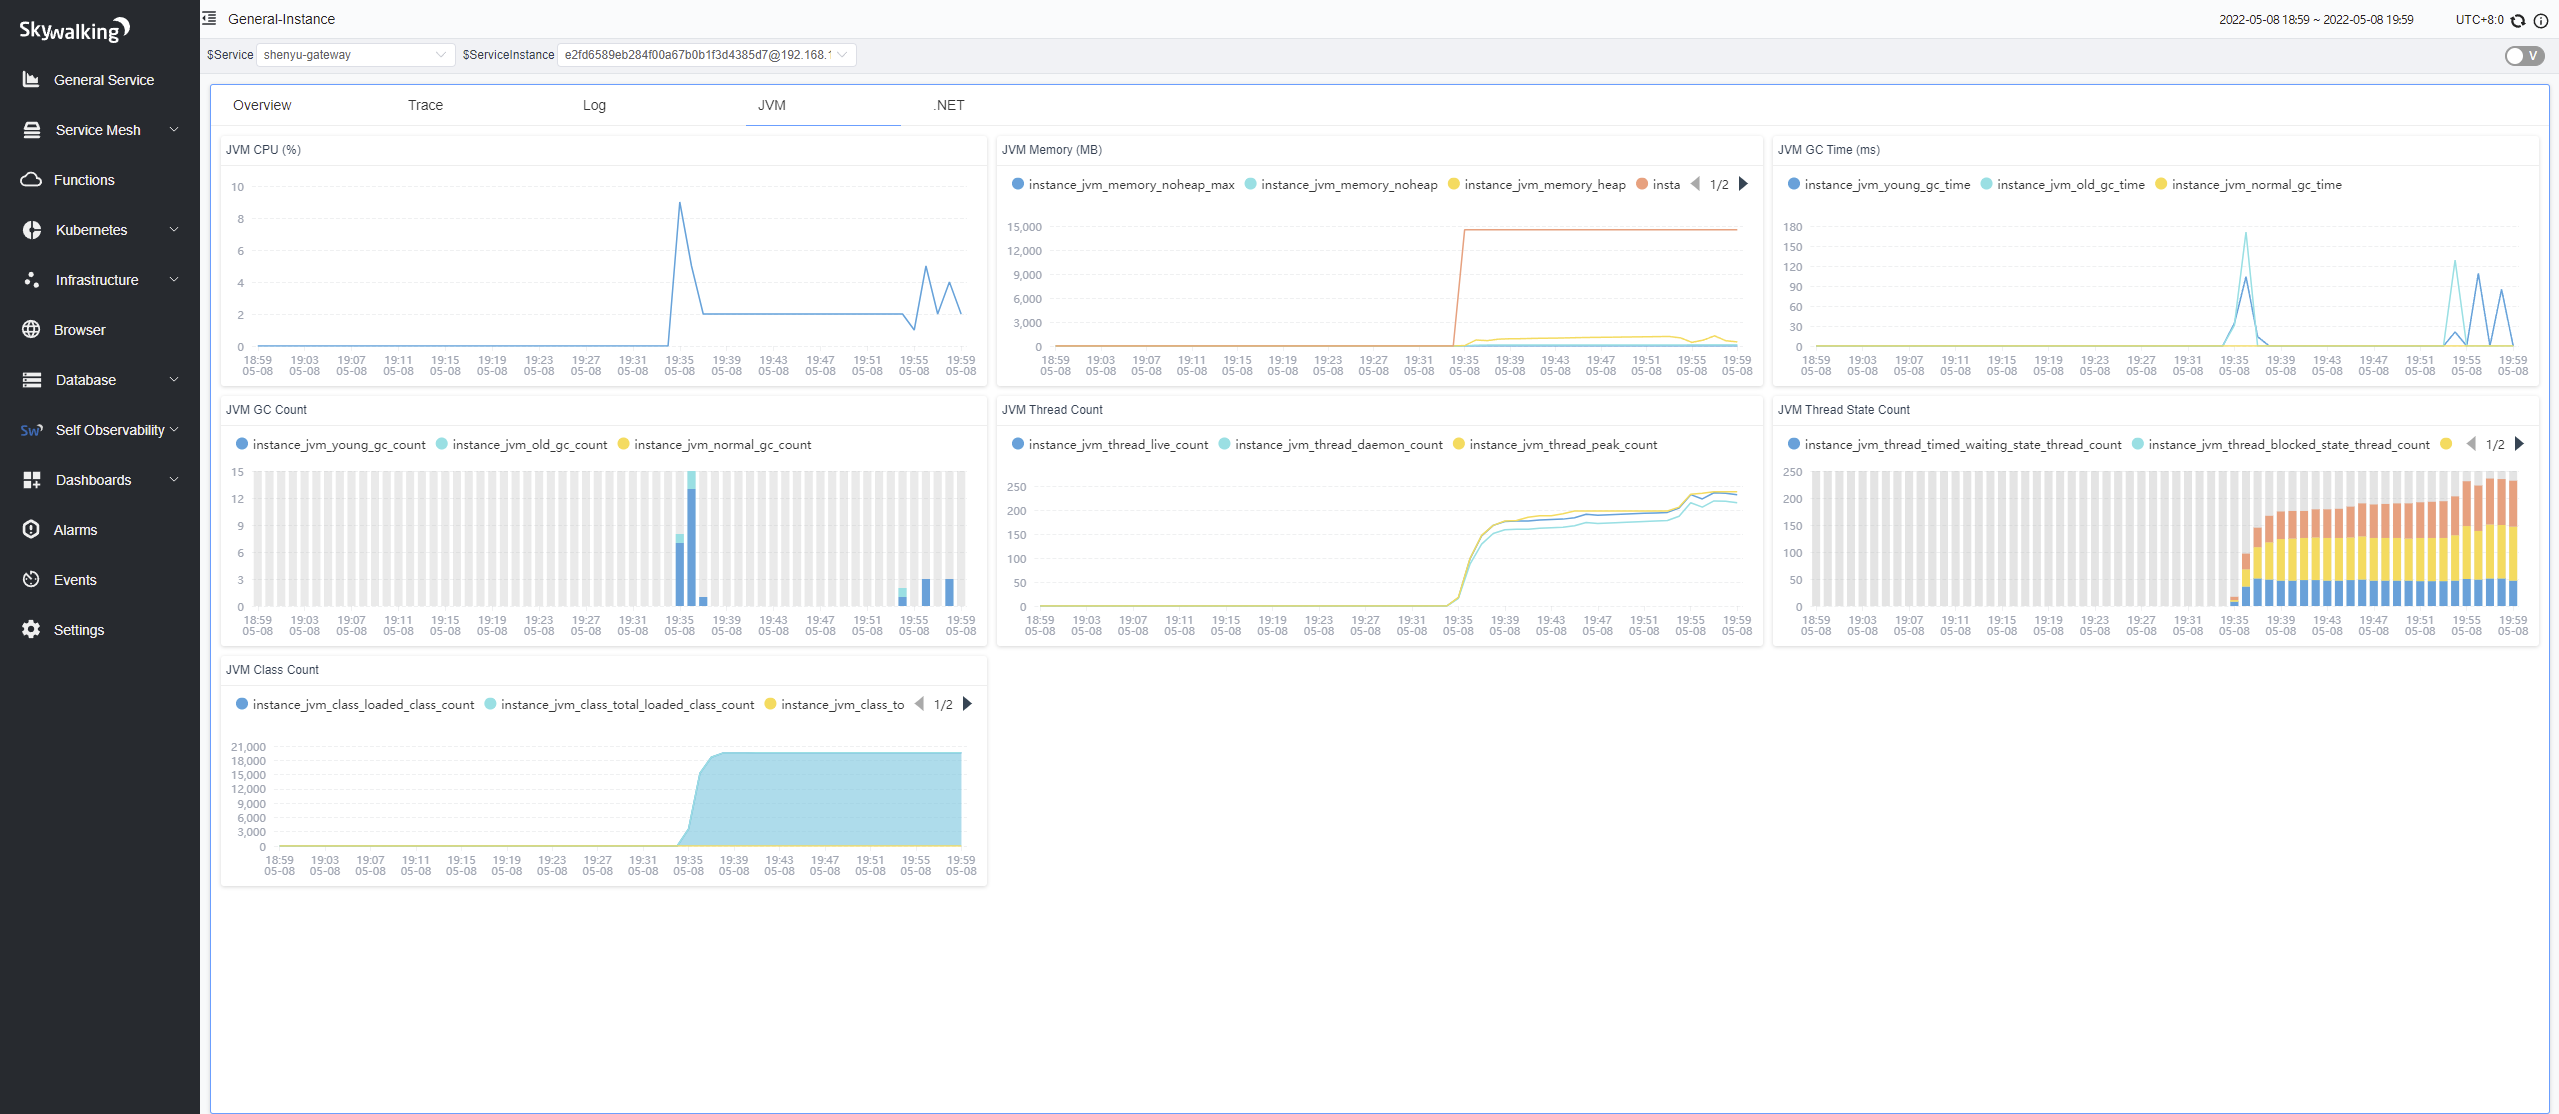 Skywalking
General Service
Service Mesh
Functions
Kubernetes
Infrastructure
Browser
Database
Sw Self Observability
Dashboards
Alarms
Events
Settings
General-Instance
2022-05-08 18:59 ~ 2022-05-08 19:59
UTC+8:0
$Service shenyu-gateway $ServiceInstance e2fd6589eb284f00a67b0b1f3d4385d7@192.168.
V
Overview Trace Log JVM .NET
JVM CPU (%)
10
8
6
4
2
0
18:59 19:03 19:07 19:11 19:15 19:19 19:23 19:27 19:31 19:35 19:39 19:43 19:47 19:51 19:55 19:59
05-08 05-08 05-08 05-08 05-08 05-08 05-08 05-08 05-08 05-08 05-08 05-08 05-08 05-08 05-08 05-08
JVM Memory (MB)
instance_jvm_memory_noheap_max instance_jvm_memory_noheap instance_jvm_memory_heap insta 1/2
15,000
12,000
9,000
6,000
3,000
0
18:59 19:03 19:07 19:11 19:15 19:19 19:23 19:27 19:31 19:35 19:39 19:43 19:47 19:51 19:55 19:59
05-08 05-08 05-08 05-08 05-08 05-08 05-08 05-08 05-08 05-08 05-08 05-08 05-08 05-08 05-08 05-08
JVM GC Time (ms)
instance_jvm_young_gc_time instance_jvm_old_gc_time instance_jvm_normal_gc_time
180
150
120
90
60
30
0
18:59 19:03 19:07 19:11 19:15 19:19 19:23 19:27 19:31 19:35 19:39 19:43 19:47 19:51 19:55 19:59
05-08 05-08 05-08 05-08 05-08 05-08 05-08 05-08 05-08 05-08 05-08 05-08 05-08 05-08 05-08 05-08
JVM GC Count
instance_jvm_young_gc_count instance_jvm_old_gc_count instance_jvm_normal_gc_count
15
12
9
6
3
0
18:59 19:03 19:07 19:11 19:15 19:19 19:23 19:27 19:31 19:35 19:39 19:43 19:47 19:51 19:55 19:59
05-08 05-08 05-08 05-08 05-08 05-08 05-08 05-08 05-08 05-08 05-08 05-08 05-08 05-08 05-08 05-08
JVM Thread Count
instance_jvm_thread_live_count instance_jvm_thread_daemon_count instance_jvm_thread_peak_count
250
200
150
100
50
0
18:59 19:03 19:07 19:11 19:15 19:19 19:23 19:27 19:31 19:35 19:39 19:43 19:47 19:51 19:55 19:59
05-08 05-08 05-08 05-08 05-08 05-08 05-08 05-08 05-08 05-08 05-08 05-08 05-08 05-08 05-08 05-08
JVM Thread State Count
instance_jvm_thread_timed_waiting_state_thread_count instance_jvm_thread_blocked_state_thread_count 1/2
250
200
150
100
50
0
18:59 19:03 19:07 19:11 19:15 19:19 19:23 19:27 19:31 19:35 19:39 19:43 19:47 19:51 19:55 19:59
05-08 05-08 05-08 05-08 05-08 05-08 05-08 05-08 05-08 05-08 05-08 05-08 05-08 05-08 05-08 05-08
JVM Class Count
instance_jvm_class_loaded_class_count instance_jvm_class_total_loaded_class_count instance_jvm_class_to 1/2
21,000
18,000
15,000
12,000
9,000
6,000
3,000
0
18:59 19:03 19:07 19:11 19:15 19:19 19:23 19:27 19:31 19:35 19:39 19:43 19:47 19:51 19:55 19:59
05-08 05-08 05-08 05-08 05-08 05-08 05-08 05-08 05-08 05-08 05-08 05-08 05-08 05-08 05-08 05-08